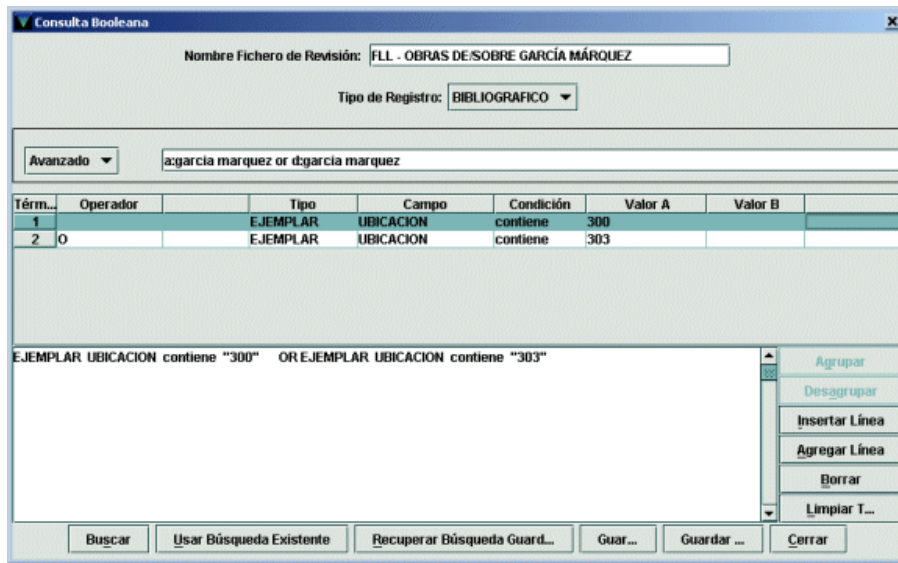 Consulta Booleana
Nombre Fichero de Revisión: FLL - OBRAS DE/SOBRE GARCÍA MÁRQUEZ
Tipo de Registro: BIBLIOGRAFICO
Avanzado a:garcia marquez or d:garcia marquez
Térm... Operador Tipo Campo Condición Valor A Valor B
1 EJEMPLAR UBICACION contiene 300
2 O EJEMPLAR UBICACION contiene 303
EJEMPLAR UBICACION contiene "300" OR EJEMPLAR UBICACION contiene "303"
Agrupar
Desagrupar
Insertar Línea
Agregar Línea
Borrar
Limpiar T...
Buscar Usar Búsqueda Existente Recuperar Búsqueda Guard... Guar... Guardar ... Cerrar